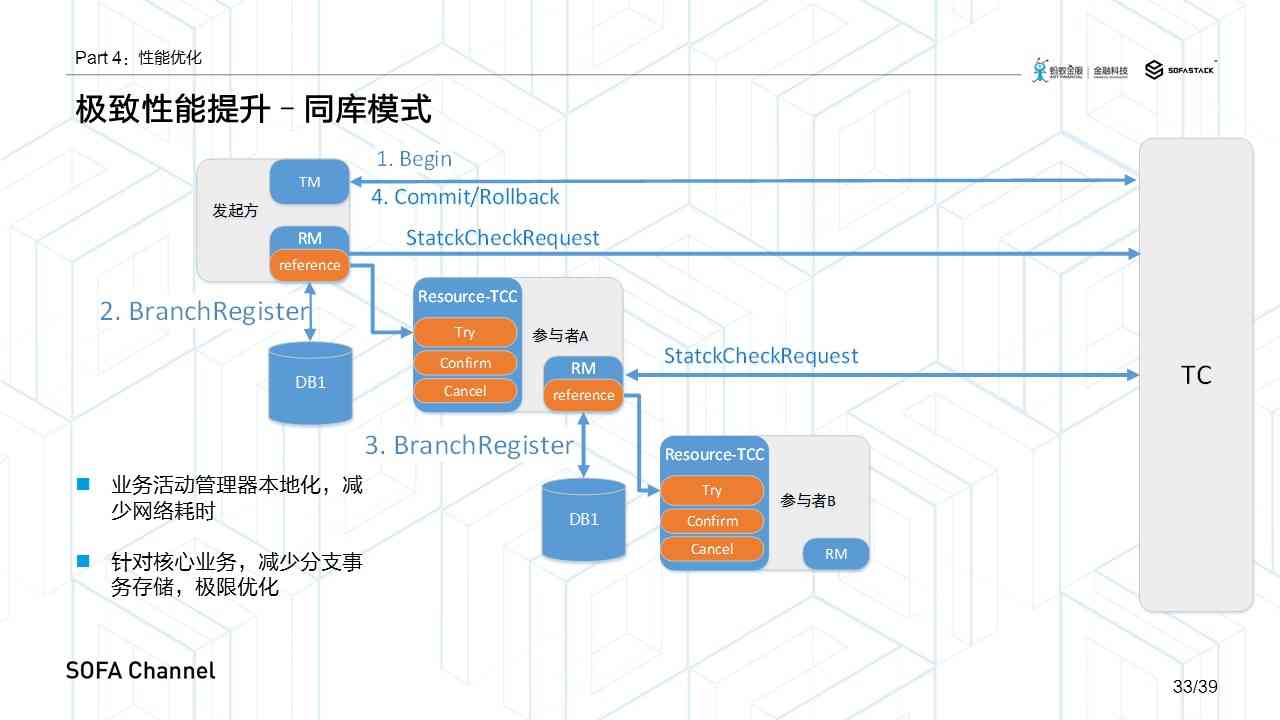 Part 4：性能优化
蚂蚁金服
ANT FINANCIAL
金融科技
SOFASTACK
极致性能提升 – 同库模式
1. Begin
TM
4. Commit/Rollback
发起方
RM
StatckCheckRequest
reference
Resource-TCC
2. BranchRegister
Try
参与者A
Confirm
StatckCheckRequest
RM
DB1
Cancel
reference
TC
3. BranchRegister
Resource-TCC
业务活动管理器本地化，减
少网络耗时
Try
参与者B
DB1
Confirm
Cancel
RM
针对核心业务，减少分支事
务存储，极限优化
SOFA Channel
33/39